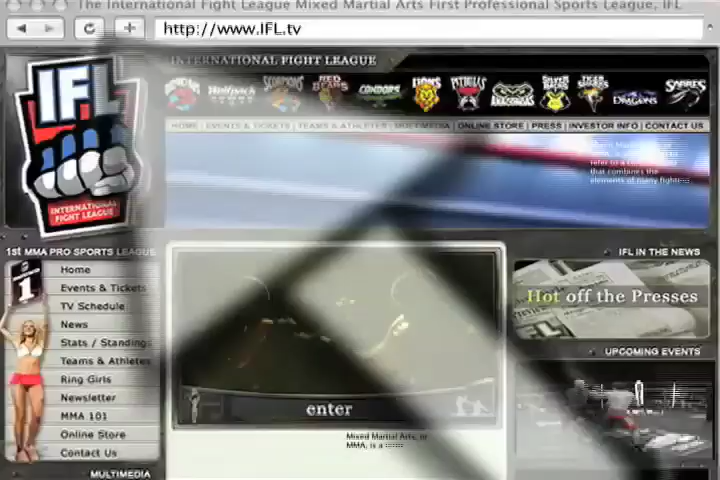 The International Fight League Mixed Martial Arts First Professional Sports League, IFL
http://www.IFL.tv
INTERNATIONAL FIGHT LEAGUE
IFL
INTERNATIONAL
FIGHT LEAGUE
SCORPIONS
RED
BEARS
CONDORS
LIONS
PITBULLS
ANACONDAS
SILVER
DRAGONS
SABRES
HOME | EVENTS & TICKETS | TEAMS & ATHLETES | MULTIMEDIA | ONLINE STORE | PRESS | INVESTOR INFO | CONTACT US
that combines the
elements of many
1ST MMA PRO SPORTS LEAGUE
1
Home
Events & Tickets
TV Schedule
News
Stats / Standings
Teams & Athletes
Ring Girls
Newsletter
MMA 101
Online Store
Contact Us
MULTIMEDIA
enter
Mixed Martial Arts, or
MMA, is a
IFL IN THE NEWS
Hot off the Presses
UPCOMING EVENTS